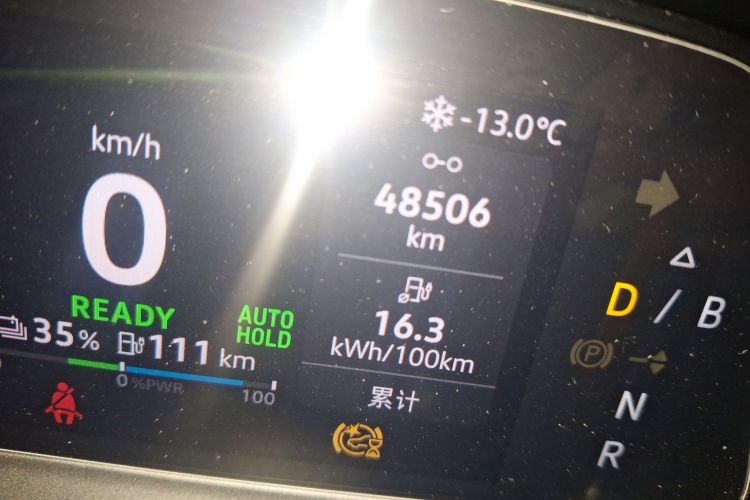 -13.0℃
km/h
0
48506
km
READY
AUTO
HOLD
35% 111 km
0 %PWR 100
16.3
kWh/100km
累计
D / B
P
N
R